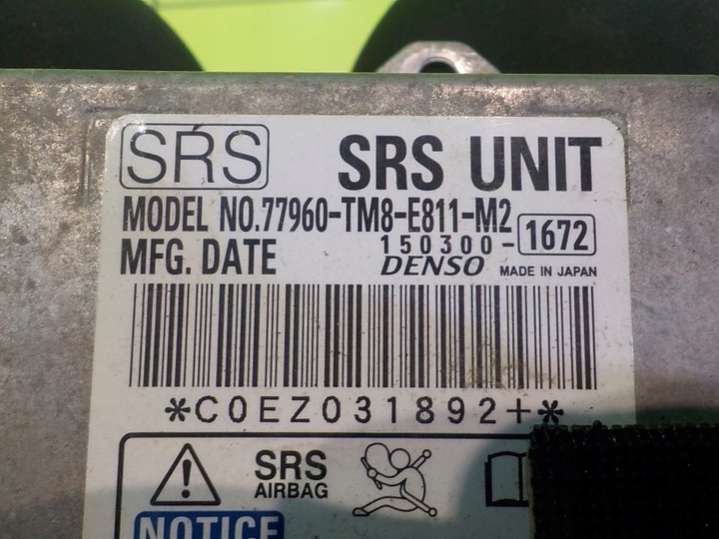 SRS SRS UNIT
MODEL NO.77960-TM8-E811-M2
150300-1672
MFG. DATE DENSO MADE IN JAPAN
*C0EZ031892+*
SRS
AIRBAG
NOTICE